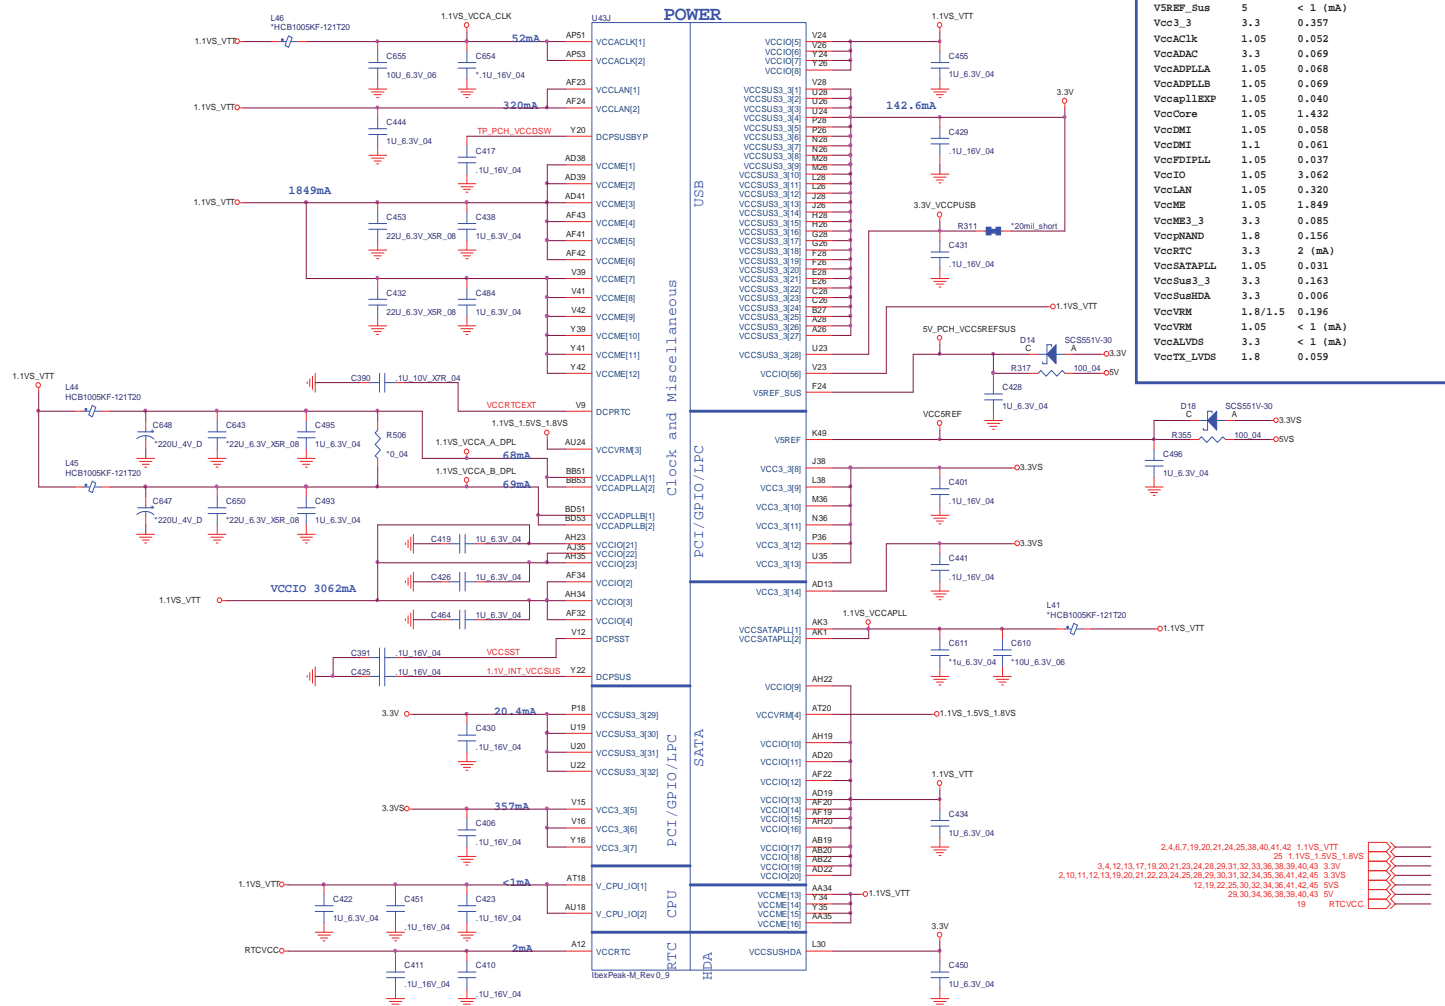 POWER
U43J
L46
*HCB1005KF-121T20
1.1VS_VCCA_CLK
1.1VS_VTT
52mA
C655
10U_6.3V_06
C654
*.1U_16V_04
AP51 VCCACLK[1]
AP53 VCCACLK[2]
AF23 VCCLAN[1]
1.1VS_VTT
320mA
AF24 VCCLAN[2]
C444
1U_6.3V_04
TP_PCH_VCCDSW
Y20 DCPSUSBYP
C417
.1U_16V_04
AD38 VCCME[1]
AD39 VCCME[2]
1849mA
1.1VS_VTT
AD41 VCCME[3]
AF43 VCCME[4]
AF41 VCCME[5]
AF42 VCCME[6]
C453
22U_6.3V_X5R_08
C438
1U_6.3V_04
V39 VCCME[7]
V41 VCCME[8]
V42 VCCME[9]
Y39 VCCME[10]
Y41 VCCME[11]
Y42 VCCME[12]
C432
22U_6.3V_X5R_08
C484
1U_6.3V_04
C390 .1U_10V_X7R_04
VCCRTCEXT
V9 DCPRTC
1.1VS_VTT
L44
HCB1005KF-121T20
C648
*220U_4V_D
C643
*22U_6.3V_X5R_08
C495
1U_6.3V_04
R506
*0_04
1.1VS_1.5VS_1.8VS
AU24 VCCVRM[3]
1.1VS_VCCA_A_DPL
68mA
BB51 VCCADPLLA[1]
BB53 VCCADPLLA[2]
L45
HCB1005KF-121T20
1.1VS_VCCA_B_DPL
69mA
C647
*220U_4V_D
C650
*22U_6.3V_X5R_08
C493
1U_6.3V_04
BD51 VCCADPLLB[1]
BD53 VCCADPLLB[2]
C419 1U_6.3V_04
AH23 VCCIO[21]
AJ35 VCCIO[22]
AH35 VCCIO[23]
C426 1U_6.3V_04
AF34 VCCIO[2]
VCCIO 3062mA
1.1VS_VTT
AH34 VCCIO[3]
C464 1U_6.3V_04
AF32 VCCIO[4]
V12 DCPSST
C391 .1U_16V_04
VCCSST
C425 .1U_16V_04
1.1V_INT_VCCSUS
Y22 DCPSUS
3.3V
20.4mA
P18 VCCSUS3_3[29]
U19 VCCSUS3_3[30]
U20 VCCSUS3_3[31]
U22 VCCSUS3_3[32]
C430
.1U_16V_04
3.3VS
357mA
V15 VCC3_3[5]
V16 VCC3_3[6]
Y16 VCC3_3[7]
C406
.1U_16V_04
1.1VS_VTT
<1mA
AT18 V_CPU_IO[1]
AU18 V_CPU_IO[2]
C422
1U_6.3V_04
C451
.1U_16V_04
C423
.1U_16V_04
RTCVCC
2mA
A12 VCCRTC
C411
.1U_16V_04
C410
.1U_16V_04
IbexPeak-M_Rev0_9
Clock and Miscellaneous
PCI/GPIO/LPC
CPU
RTC
USB
PCI/GPIO/LPC
SATA
HDA
1.1VS_VTT
VCCIO[5] V24
VCCIO[6] V26
VCCIO[7] Y24
VCCIO[8] Y26
C455
1U_6.3V_04
VCCSUS3_3[1] V28
VCCSUS3_3[2] U28
VCCSUS3_3[3] U26
VCCSUS3_3[4] U24
VCCSUS3_3[5] P28
VCCSUS3_3[6] P26
VCCSUS3_3[7] N28
VCCSUS3_3[8] N26
VCCSUS3_3[9] M28
VCCSUS3_3[10] M26
VCCSUS3_3[11] L28
VCCSUS3_3[12] L26
VCCSUS3_3[13] J28
VCCSUS3_3[14] J26
VCCSUS3_3[15] H28
VCCSUS3_3[16] H26
VCCSUS3_3[17] G28
VCCSUS3_3[18] G26
VCCSUS3_3[19] F28
VCCSUS3_3[20] F26
VCCSUS3_3[21] E28
VCCSUS3_3[22] E26
VCCSUS3_3[23] C28
VCCSUS3_3[24] C26
VCCSUS3_3[25] B27
VCCSUS3_3[26] A28
VCCSUS3_3[27] A26
142.6mA
3.3V
C429
.1U_16V_04
3.3V_VCCPUSB
R311 *20mil_short
C431
.1U_16V_04
VCCSUS3_3[28] U23
VCCIO[56] V23
1.1VS_VTT
V5REF_SUS F24
5V_PCH_VCC5REFSUS
D14 SCS551V-30
C A
3.3V
R317 100_04
5V
C428
1U_6.3V_04
V5REF K49
VCC5REF
D18 SCS551V-30
C A
3.3VS
R355 100_04
5VS
C496
1U_6.3V_04
VCC3_3[8] J38
3.3VS
VCC3_3[9] L38
VCC3_3[10] M36
VCC3_3[11] N36
VCC3_3[12] P36
VCC3_3[13] U35
C401
.1U_16V_04
3.3VS
VCC3_3[14] AD13
C441
.1U_16V_04
1.1VS_VCCAPLL
VCCSATAPLL[1] AK3
VCCSATAPLL[2] AK1
L41
*HCB1005KF-121T20
1.1VS_VTT
C611
*1u_6.3V_04
C610
*10U_6.3V_06
VCCIO[9] AH22
VCCVRM[4] AT20
1.1VS_1.5VS_1.8VS
VCCIO[10] AH19
VCCIO[11] AD20
VCCIO[12] AF22
VCCIO[13] AD19
VCCIO[14] AF20
VCCIO[15] AF19
VCCIO[16] AH20
VCCIO[17] AB19
VCCIO[18] AB20
VCCIO[19] AB22
VCCIO[20] AD22
1.1VS_VTT
C434
1U_6.3V_04
VCCME[13] AA34
VCCME[14] Y34
VCCME[15] Y35
VCCME[16] AA35
1.1VS_VTT
VCCSUSHDA L30
3.3V
C450
1U_6.3V_04
V5REF_Sus 5 < 1 (mA)
Vcc3_3 3.3 0.357
VccAClk 1.05 0.052
VccADAC 3.3 0.069
VccADPLLA 1.05 0.068
VccADPLLB 1.05 0.069
VccapllEXP 1.05 0.040
VccCore 1.05 1.432
VccDMI 1.05 0.058
VccDMI 1.1 0.061
VccFDIPLL 1.05 0.037
VccIO 1.05 3.062
VccLAN 1.05 0.320
VccME 1.05 1.849
VccME3_3 3.3 0.085
VccpNAND 1.8 0.156
VccRTC 3.3 2 (mA)
VccSATAPLL 1.05 0.031
VccSus3_3 3.3 0.163
VccSusHDA 3.3 0.006
VccVRM 1.8/1.5 0.196
VccVRM 1.05 < 1 (mA)
VccALVDS 3.3 < 1 (mA)
VccTX_LVDS 1.8 0.059
2,4,6,7,19,20,21,24,25,38,40,41,42 1.1VS_VTT
25 1.1VS_1.5VS_1.8VS
3,4,12,13,17,19,20,21,23,24,28,29,31,32,33,36,38,39,40,43 3.3V
2,10,11,12,13,19,20,21,22,23,24,25,28,29,30,31,32,34,35,36,41,42,45 3.3VS
12,19,22,25,30,32,34,36,41,42,45 5VS
29,30,34,36,38,39,40,43 5V
19 RTCVCC